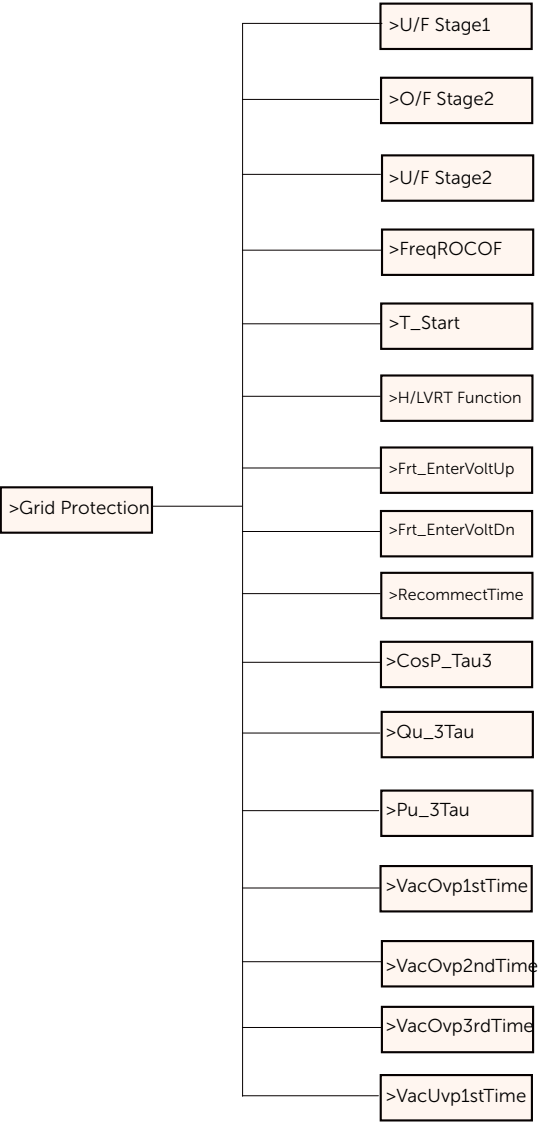 >U/F Stage1
>O/F Stage2
>U/F Stage2
>FreqROCOF
>T_Start
>H/LVRT Function
>Frt_EnterVoltUp
>Grid Protection
>Frt_EnterVoltDn
>RecommectTime
>CosP_Tau3
>Qu_3Tau
>Pu_3Tau
>VacOvp1stTime
>VacOvp2ndTime
>VacOvp3rdTime
>VacUvp1stTime